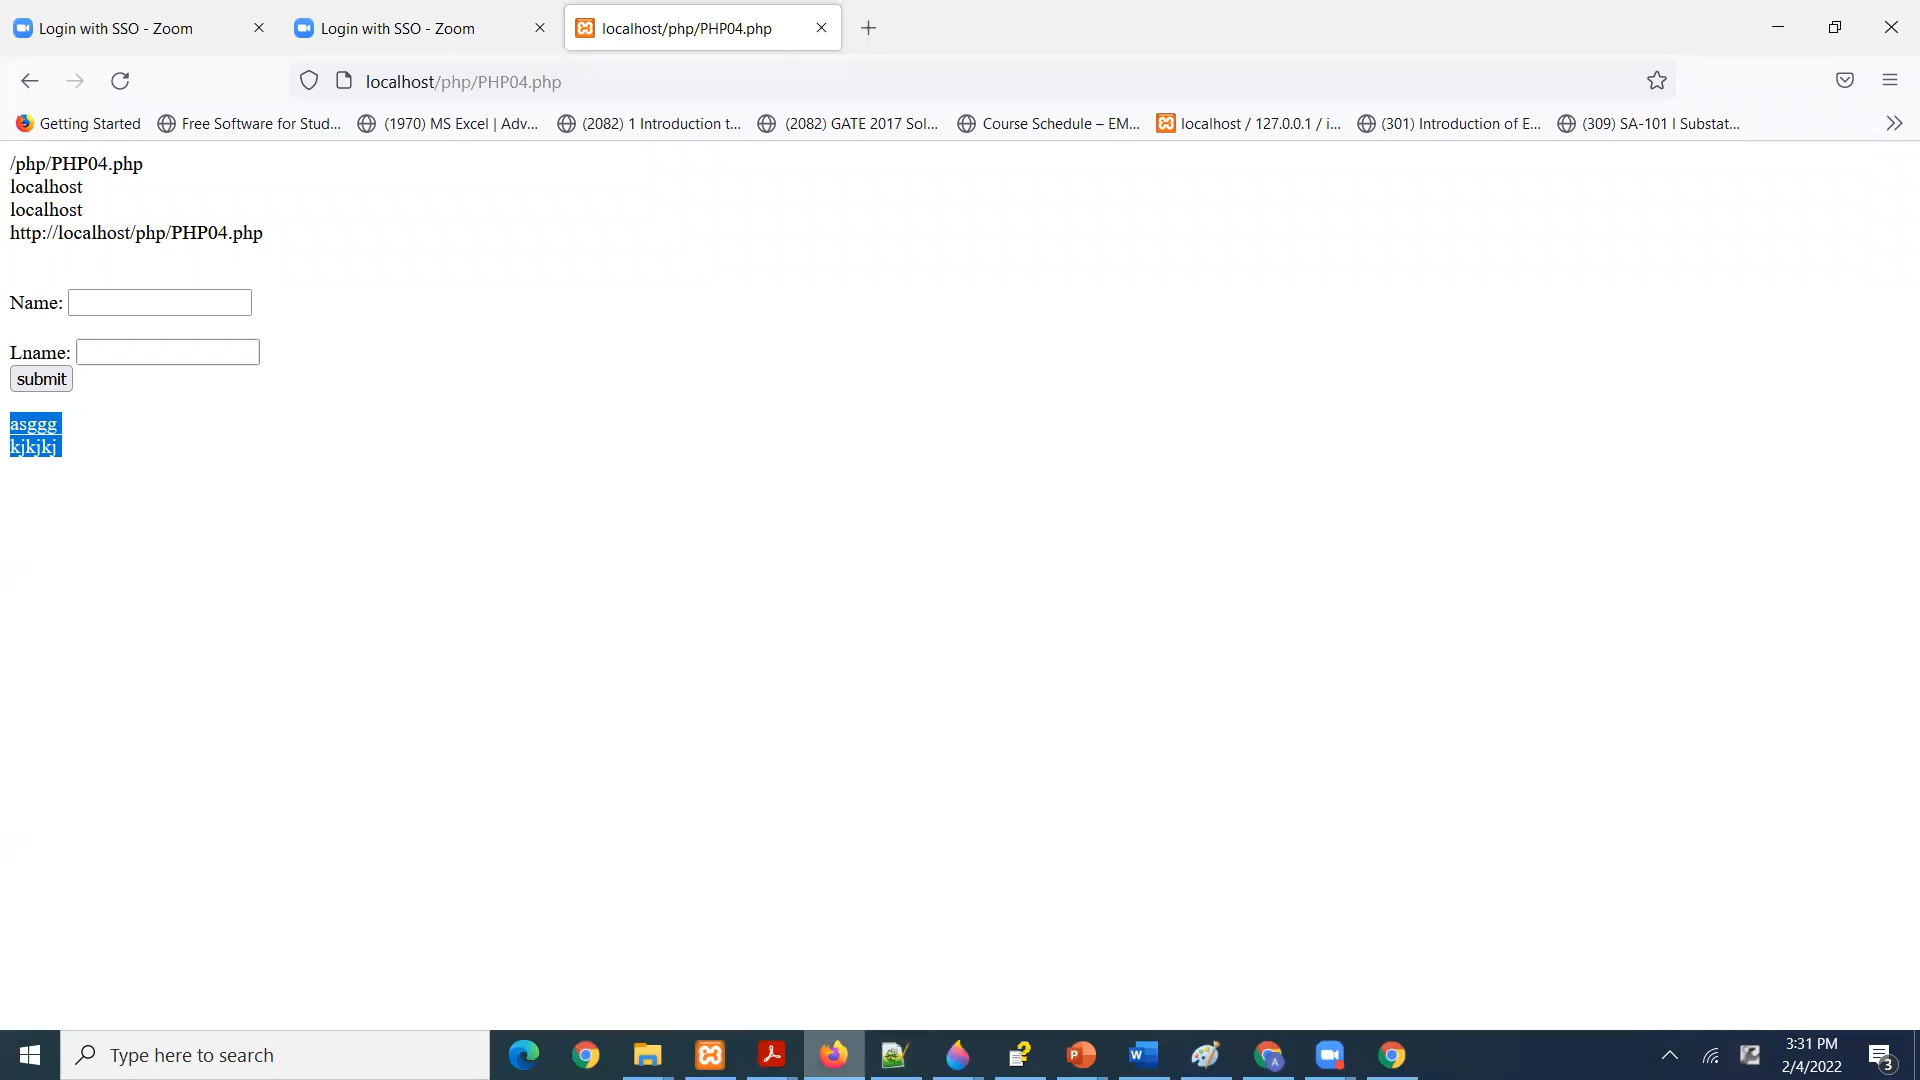 Login with SSO - Zoom
Login with SSO - Zoom
localhost/php/PHP04.php
localhost/php/PHP04.php
Getting Started
Free Software for Stud...
(1970) MS Excel | Adv...
(2082) 1 Introduction t...
(2082) GATE 2017 Sol...
Course Schedule – EM...
localhost / 127.0.0.1 / i...
(301) Introduction of E...
(309) SA-101 l Substat...
/php/PHP04.php
localhost
localhost
http://localhost/php/PHP04.php
Name:
Lname:
submit
asggg
kjkjkj
Type here to search
3:31 PM
2/4/2022
3